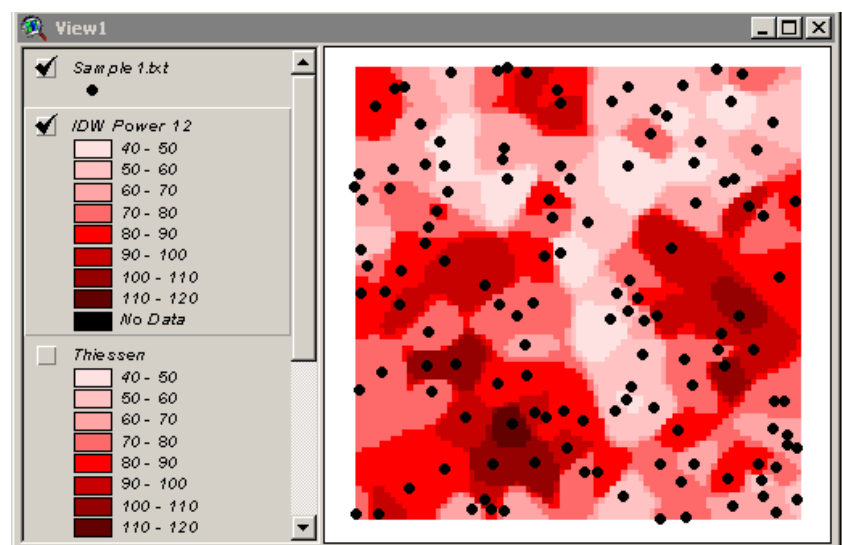 View1
Sample 1.txt
IDW Power 12
40 - 50
50 - 60
60 - 70
70 - 80
80 - 90
90 - 100
100 - 110
110 - 120
No Data
Thiessen
40 - 50
50 - 60
60 - 70
70 - 80
80 - 90
90 - 100
100 - 110
110 - 120